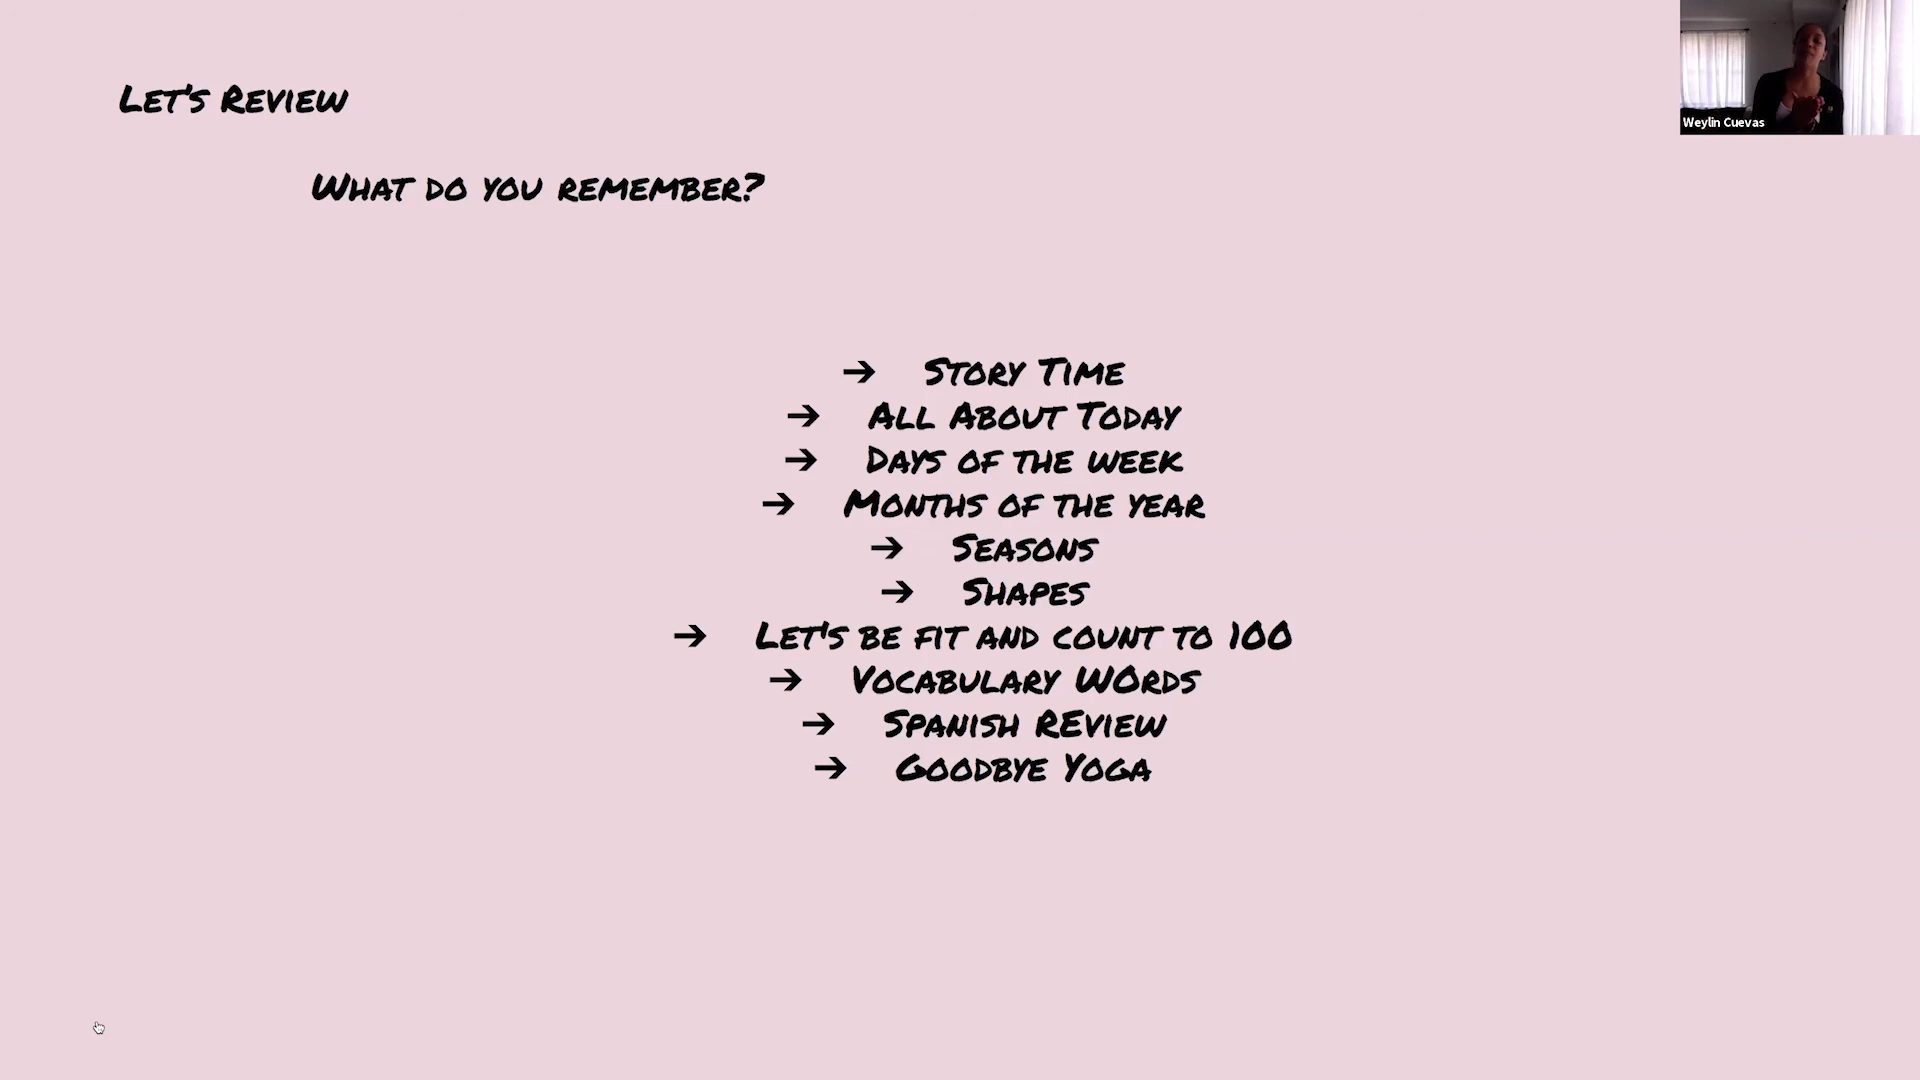 Let's Review
What do you remember?
Weylin Cuevas
➔ Story Time
➔ All About Today
➔ Days of the week
➔ Months of the year
➔ Seasons
➔ Shapes
➔ Let's be fit and count to 100
➔ Vocabulary WOrds
➔ Spanish REview
➔ Goodbye Yoga